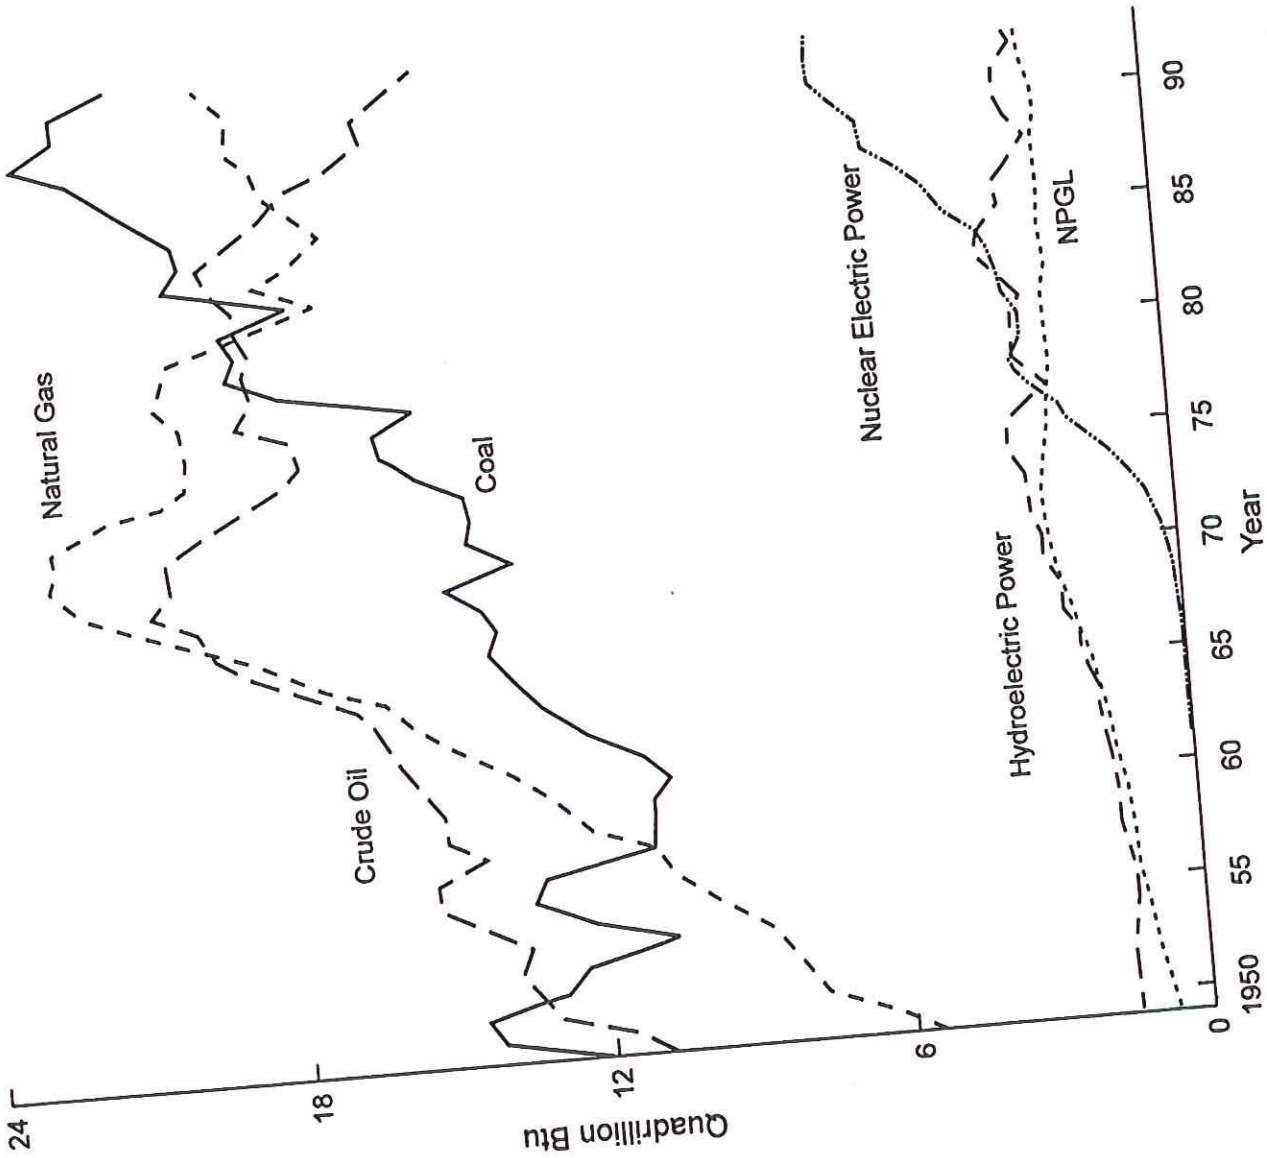 24
18
12
6
0
Quadrillion Btu
Natural Gas
Crude Oil
Coal
Nuclear Electric Power
Hydroelectric Power
NPGL
1950
55
60
65
70
75
80
85
90
Year